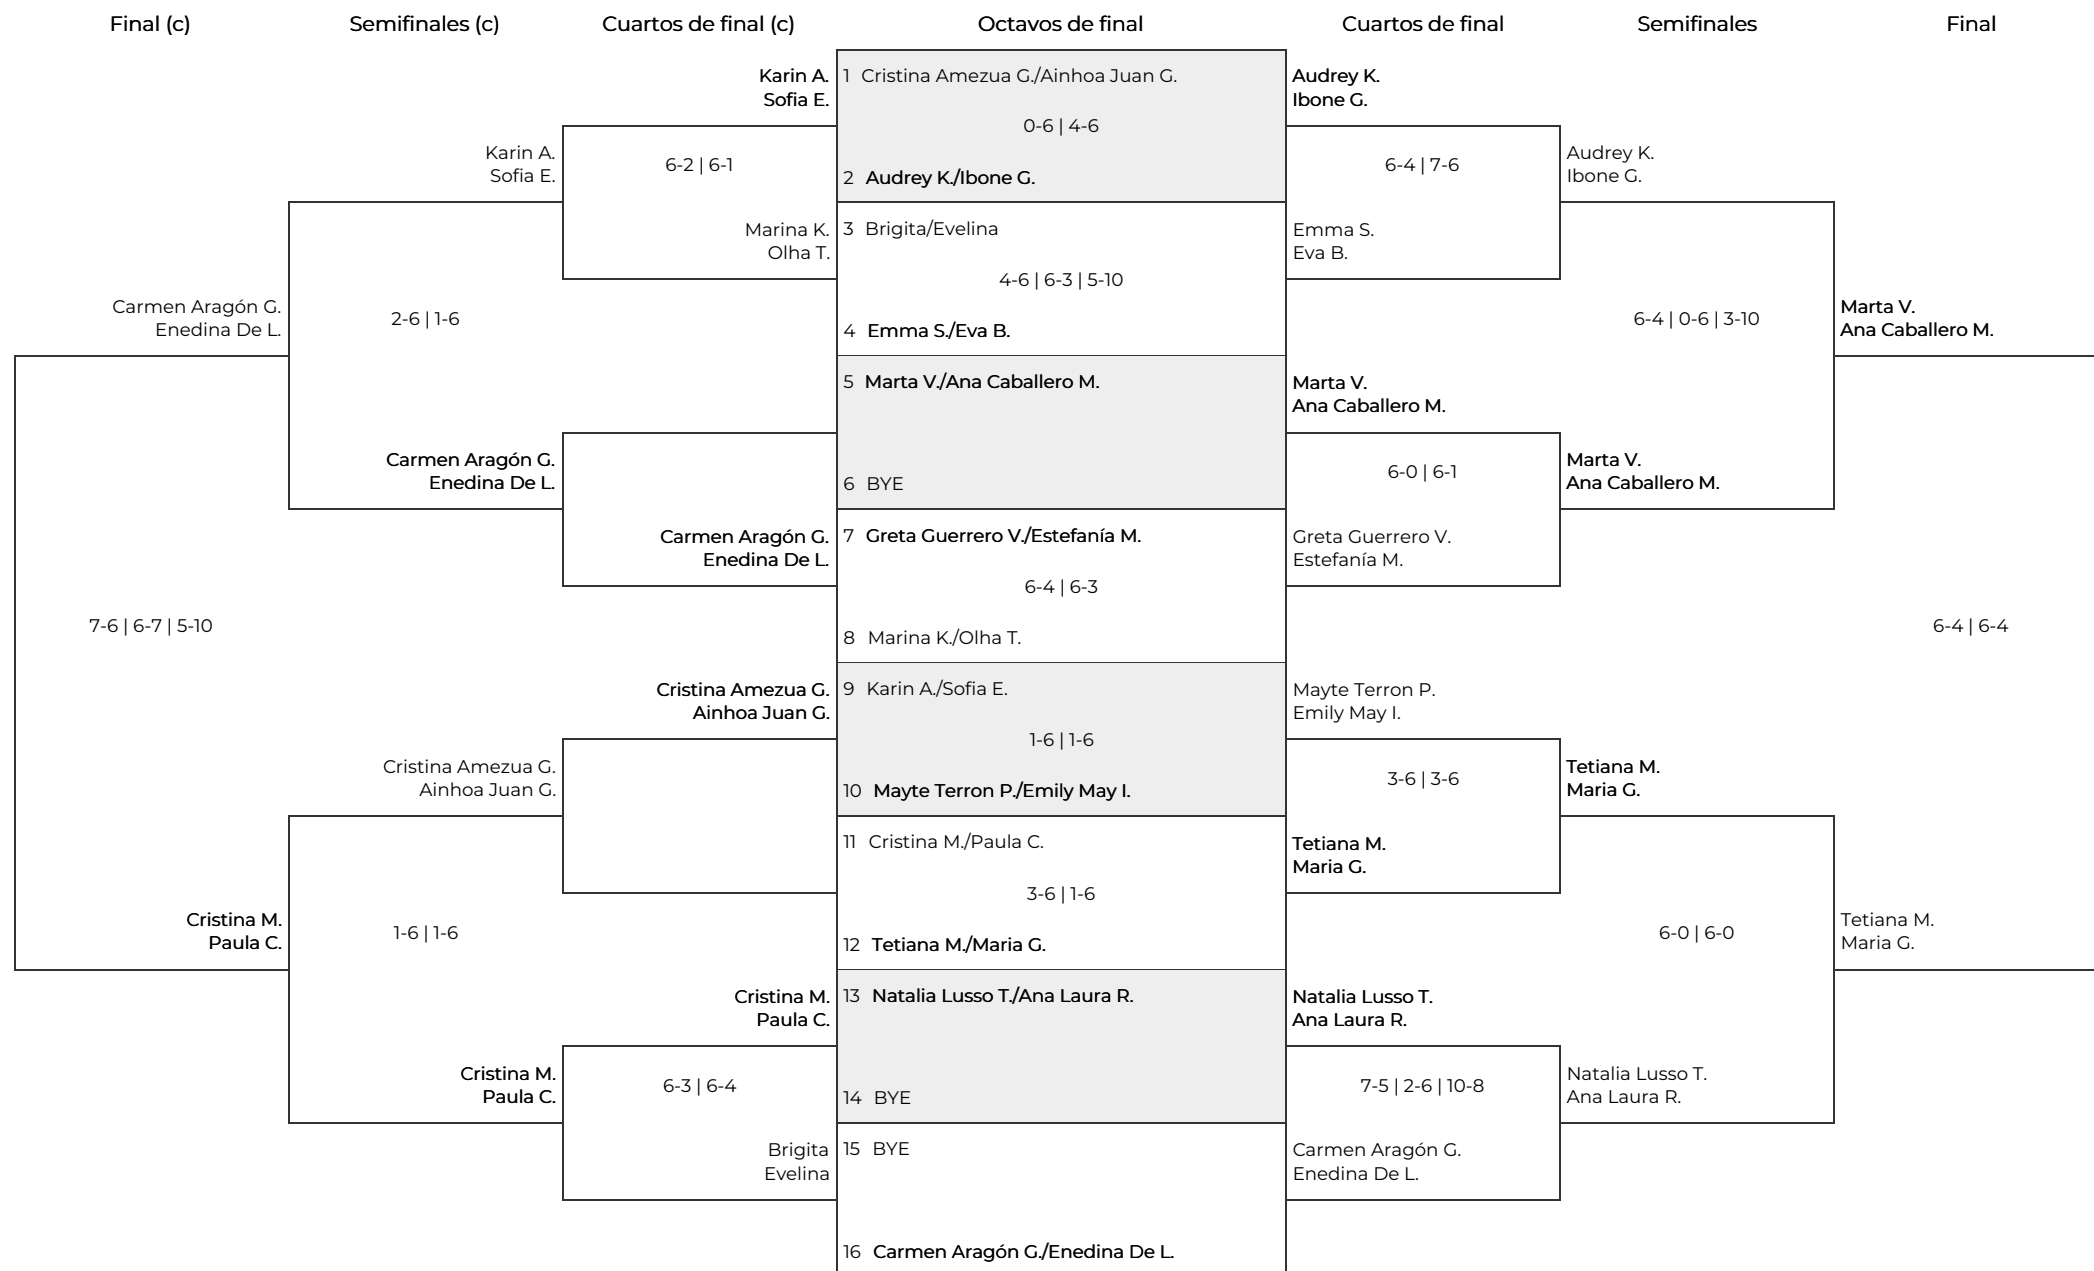 Final (c)
Semifinales (c)
Cuartos de final (c)
Octavos de final
Cuartos de final
Semifinales
Final
Karin A.
Sofia E.
6-2 | 6-1
Marina K.
Olha T.
Karin A.
Sofia E.
2-6 | 1-6
Carmen Aragón G.
Enedina De L.
Carmen Aragón G.
Enedina De L.
Carmen Aragón G.
Enedina De L.
7-6 | 6-7 | 5-10
Cristina Amezua G.
Ainhoa Juan G.
Cristina Amezua G.
Ainhoa Juan G.
1-6 | 1-6
Cristina M.
Paula C.
Cristina M.
Paula C.
Cristina M.
Paula C.
6-3 | 6-4
Brigita
Evelina
1 Cristina Amezua G./Ainhoa Juan G.
0-6 | 4-6
2 Audrey K./Ibone G.
3 Brigita/Evelina
4-6 | 6-3 | 5-10
4 Emma S./Eva B.
5 Marta V./Ana Caballero M.
6 BYE
7 Greta Guerrero V./Estefanía M.
6-4 | 6-3
8 Marina K./Olha T.
9 Karin A./Sofia E.
1-6 | 1-6
10 Mayte Terron P./Emily May I.
11 Cristina M./Paula C.
3-6 | 1-6
12 Tetiana M./Maria G.
13 Natalia Lusso T./Ana Laura R.
14 BYE
15 BYE
16 Carmen Aragón G./Enedina De L.
Audrey K.
Ibone G.
6-4 | 7-6
Emma S.
Eva B.
Marta V.
Ana Caballero M.
6-0 | 6-1
Greta Guerrero V.
Estefanía M.
Mayte Terron P.
Emily May I.
3-6 | 3-6
Tetiana M.
Maria G.
Natalia Lusso T.
Ana Laura R.
7-5 | 2-6 | 10-8
Carmen Aragón G.
Enedina De L.
Audrey K.
Ibone G.
6-4 | 0-6 | 3-10
Marta V.
Ana Caballero M.
Tetiana M.
Maria G.
6-0 | 6-0
Natalia Lusso T.
Ana Laura R.
Marta V.
Ana Caballero M.
6-4 | 6-4
Tetiana M.
Maria G.